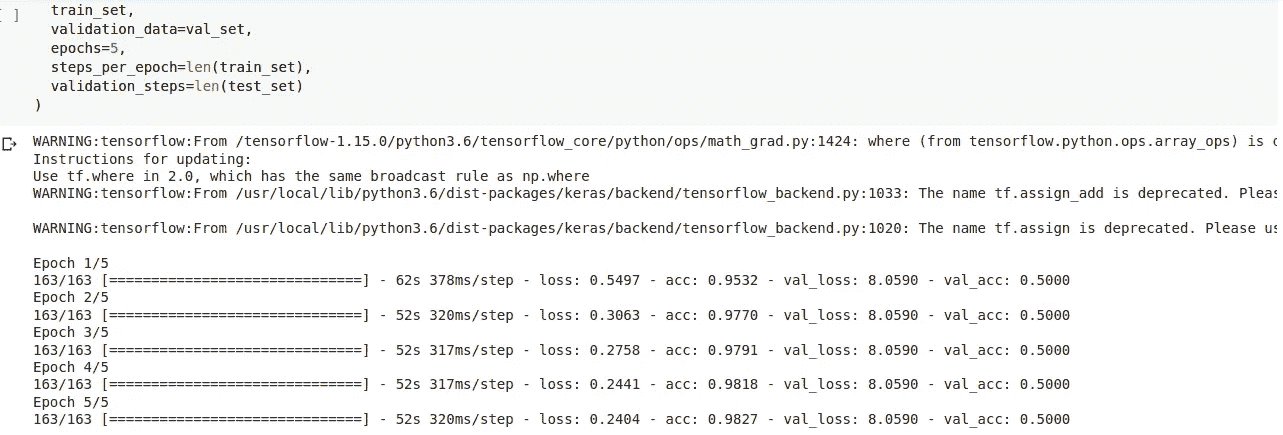 [ ] train_set,
validation_data=val_set,
epochs=5,
steps_per_epoch=len(train_set),
validation_steps=len(test_set)
)
WARNING:tensorflow:From /tensorflow-1.15.0/python3.6/tensorflow_core/python/ops/math_grad.py:1424: where (from tensorflow.python.ops.array_ops) is
Instructions for updating:
Use tf.where in 2.0, which has the same broadcast rule as np.where
WARNING:tensorflow:From /usr/local/lib/python3.6/dist-packages/keras/backend/tensorflow_backend.py:1033: The name tf.assign_add is deprecated. Pleas
WARNING:tensorflow:From /usr/local/lib/python3.6/dist-packages/keras/backend/tensorflow_backend.py:1020: The name tf.assign is deprecated. Please us
Epoch 1/5
163/163 [==============================] - 62s 378ms/step - loss: 0.5497 - acc: 0.9532 - val_loss: 8.0590 - val_acc: 0.5000
Epoch 2/5
163/163 [==============================] - 52s 320ms/step - loss: 0.3063 - acc: 0.9770 - val_loss: 8.0590 - val_acc: 0.5000
Epoch 3/5
163/163 [==============================] - 52s 317ms/step - loss: 0.2758 - acc: 0.9791 - val_loss: 8.0590 - val_acc: 0.5000
Epoch 4/5
163/163 [==============================] - 52s 317ms/step - loss: 0.2441 - acc: 0.9818 - val_loss: 8.0590 - val_acc: 0.5000
Epoch 5/5
163/163 [==============================] - 52s 320ms/step - loss: 0.2404 - acc: 0.9827 - val_loss: 8.0590 - val_acc: 0.5000